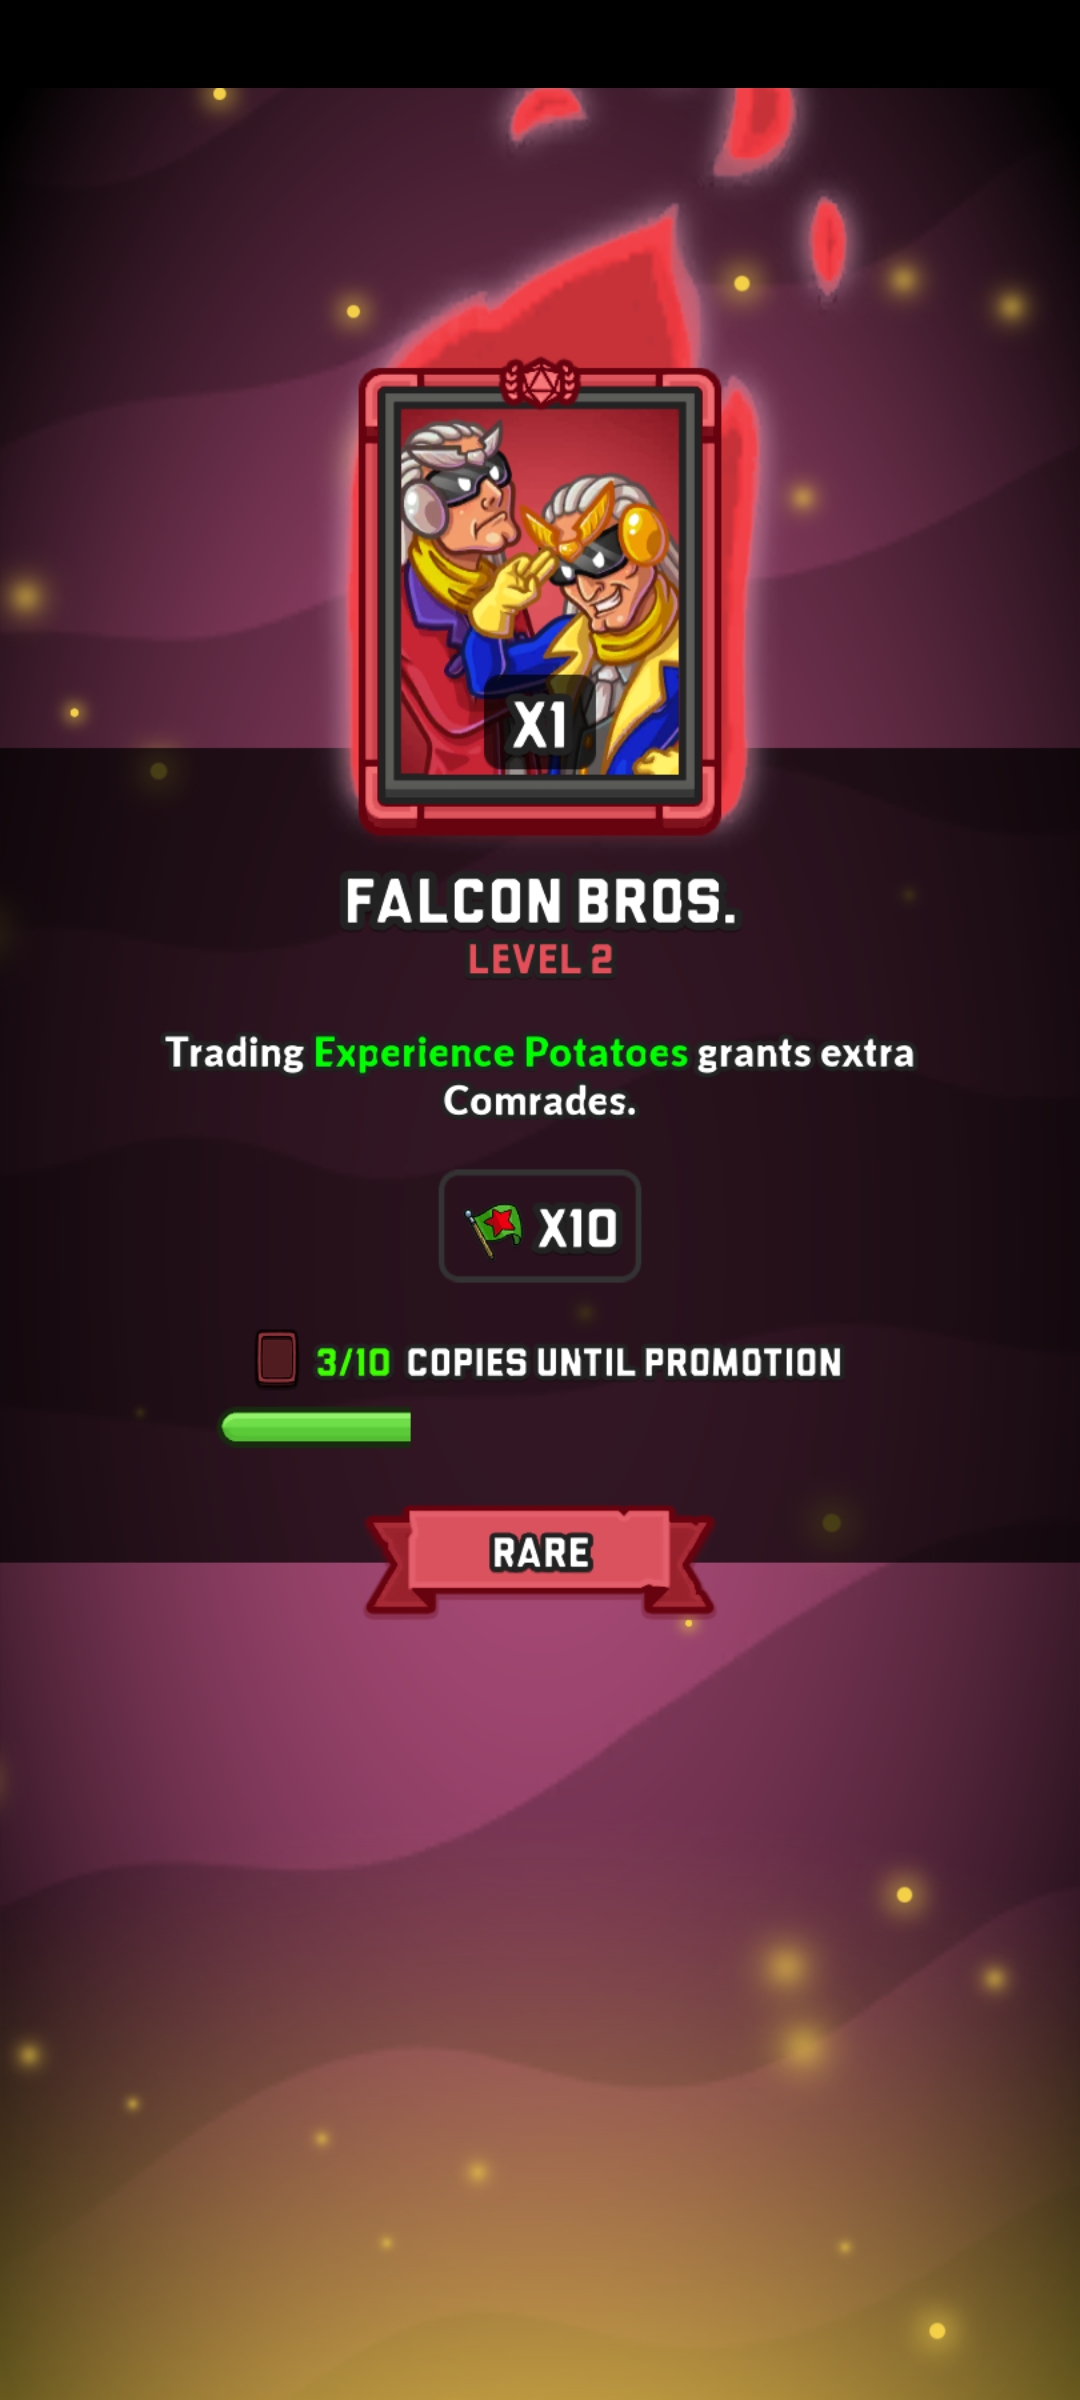 X1
FALCON BROS.
LEVEL 2
Trading Experience Potatoes grants extra
Comrades.
X10
3/10 COPIES UNTIL PROMOTION
RARE